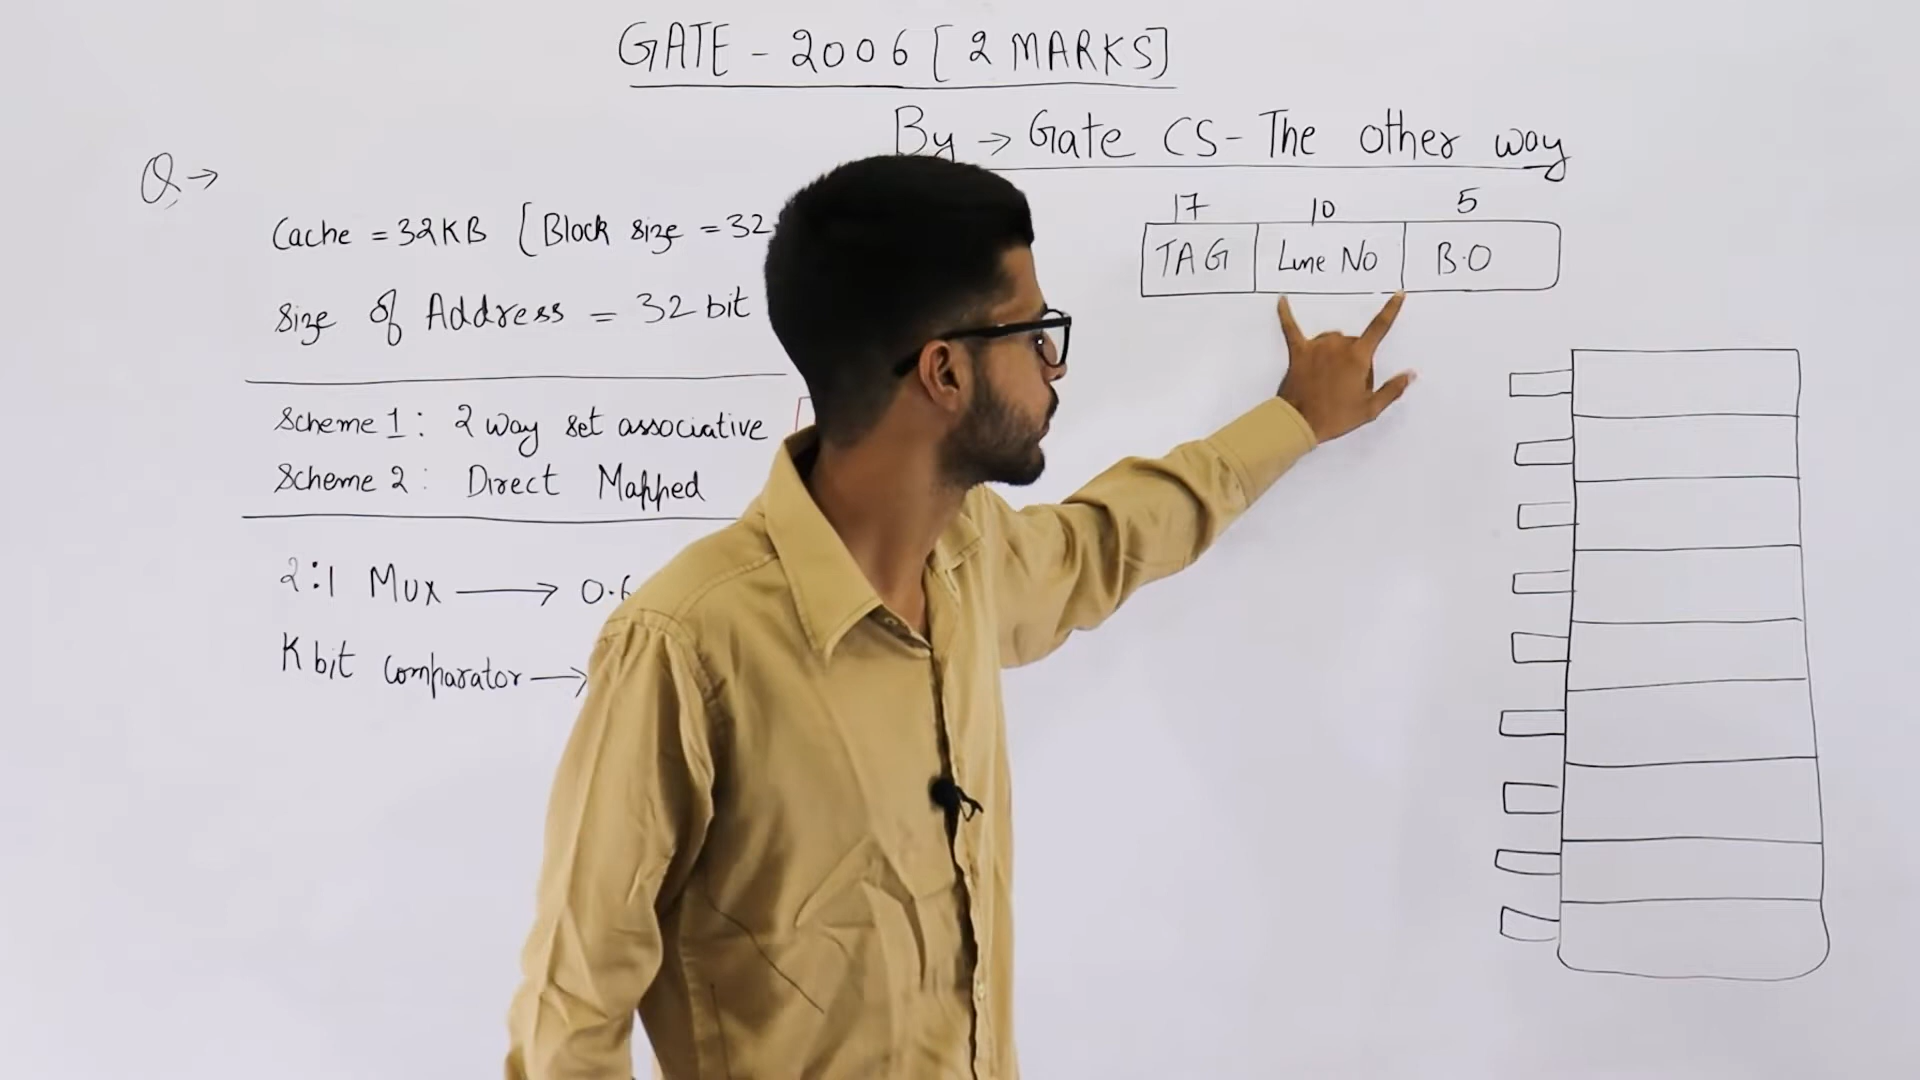 GATE - 2006 [2 MARKS]
By → Gate CS - The other way
Q →
Cache = 32KB [Block size = 32
Size of Address = 32 bit
Scheme 1: 2 way set associative
Scheme 2: Direct Mapped
2:1 Mux → 0.6
K bit comparator →
17 10 5
TAG Line No B.O